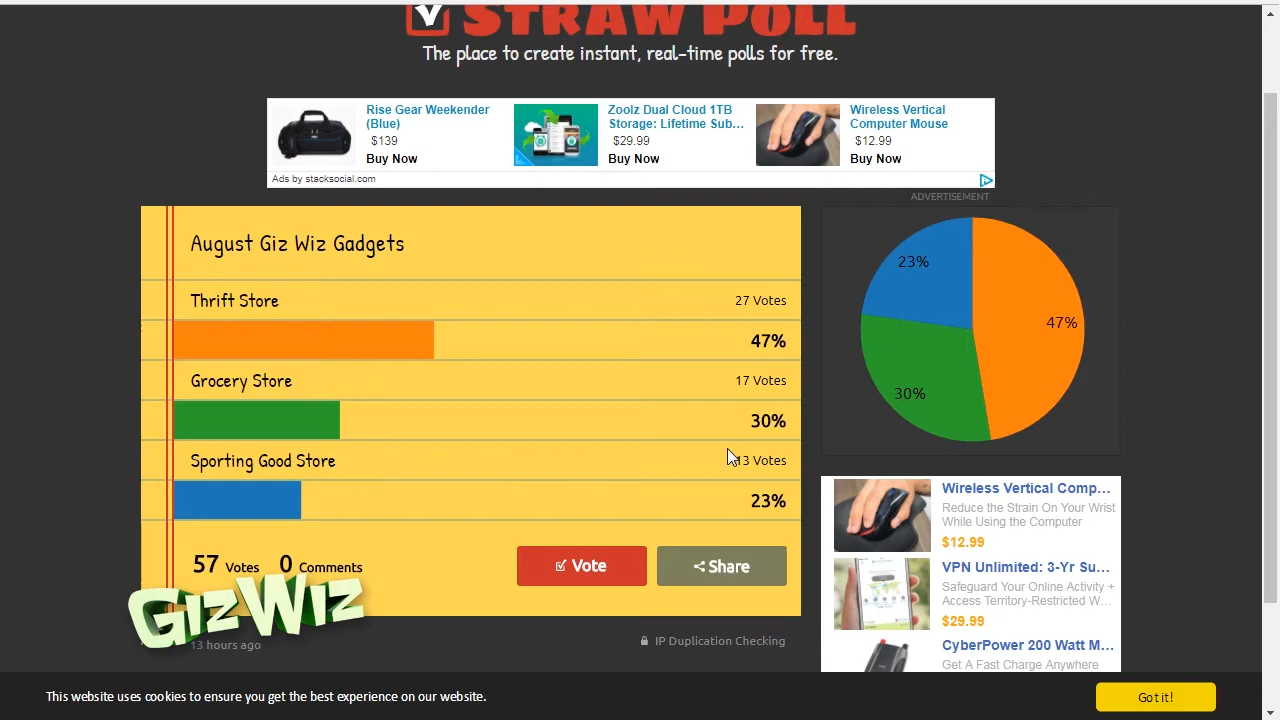 STRAW POLL
The place to create instant, real-time polls for free.
Rise Gear Weekender
(Blue)
$139
Buy Now
Zoolz Dual Cloud 1TB
Storage: Lifetime Sub...
$29.99
Buy Now
Wireless Vertical
Computer Mouse
$12.99
Buy Now
Ads by stacksocial.com
ADVERTISEMENT
August Giz Wiz Gadgets
Thrift Store
27 Votes
47%
Grocery Store
17 Votes
30%
Sporting Good Store
13 Votes
23%
57 Votes
0 Comments
Vote
Share
GizWiz
13 hours ago
IP Duplication Checking
23%
47%
30%
Wireless Vertical Comp...
Reduce the Strain On Your Wrist
While Using the Computer
$12.99
VPN Unlimited: 3-Yr Su...
Safeguard Your Online Activity +
Access Territory-Restricted W...
$29.99
CyberPower 200 Watt M...
Get A Fast Charge Anywhere
This website uses cookies to ensure you get the best experience on our website.
Got it!